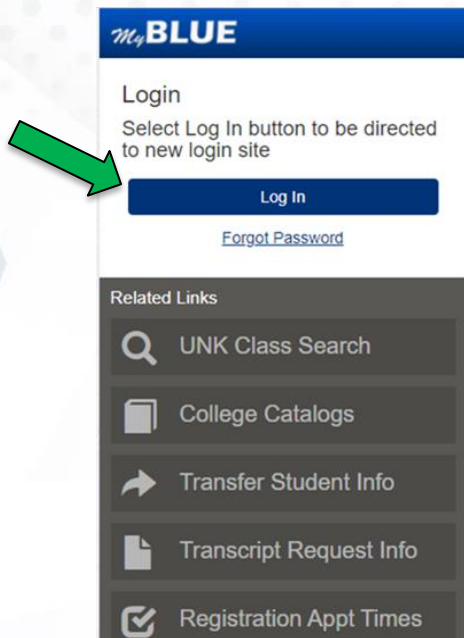 MyBLUE
Login
Select Log In button to be directed
to new login site
Log In
Forgot Password
Related Links
UNK Class Search
College Catalogs
Transfer Student Info
Transcript Request Info
Registration Appt Times